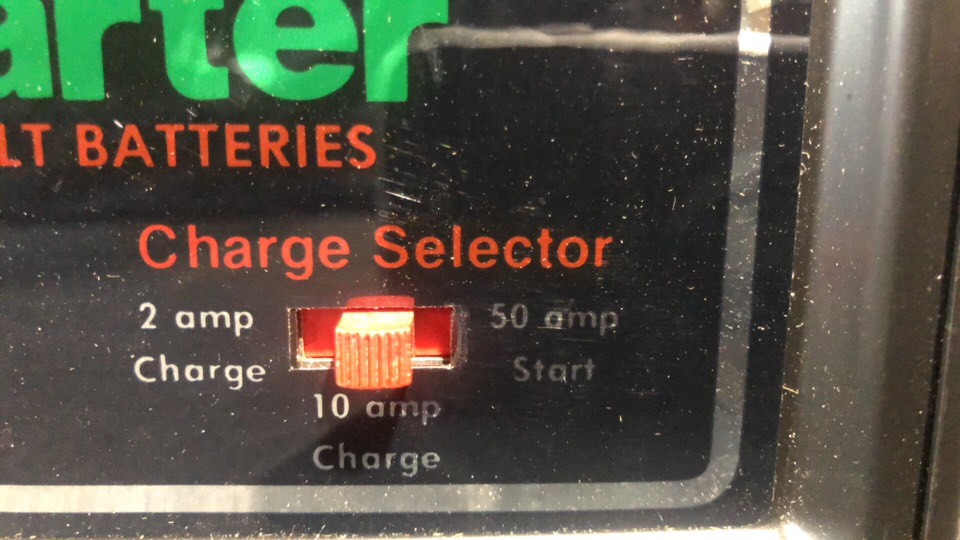 arter
LT BATTERIES
Charge Selector
2 amp
Charge
50 amp
Start
10 amp
Charge